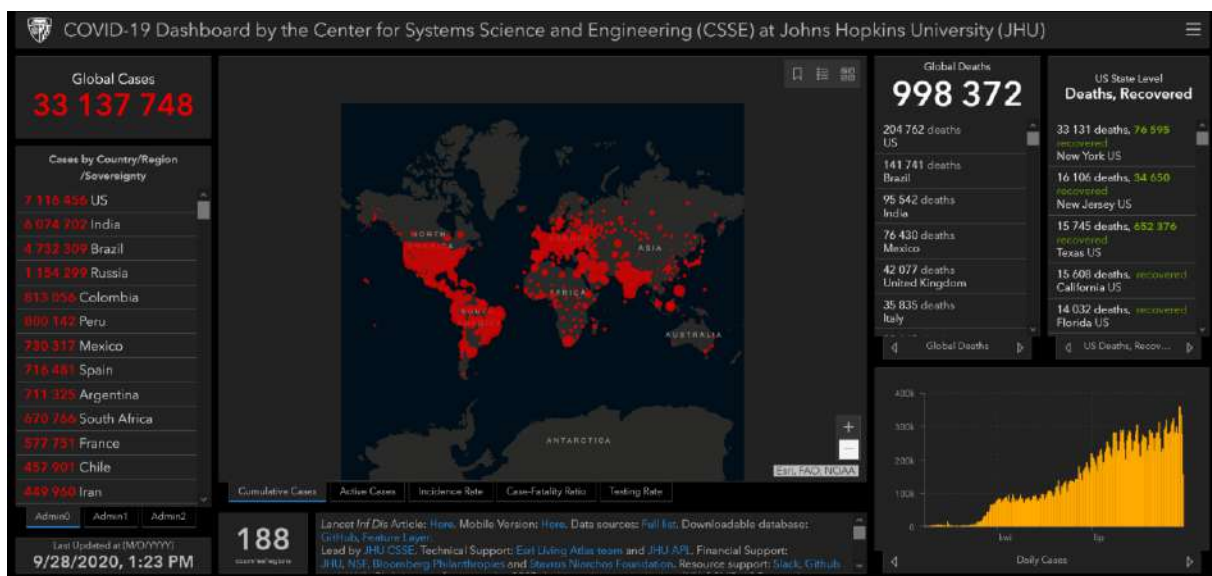 COVID-19 Dashboard by the Center for Systems Science and Engineering (CSSE) at Johns Hopkins University (JHU)
Global Cases
33 137 748
Cases by Country/Region
/Sovereignty
7 116 456 US
6 074 702 India
4 732 309 Brazil
1 154 299 Russia
813 056 Colombia
800 142 Peru
730 317 Mexico
716 481 Spain
711 325 Argentina
670 766 South Africa
577 751 France
457 901 Chile
449 960 Iran
Admin0 Admin1 Admin2
Last Updated at (M/D/YYYY)
9/28/2020, 1:23 PM
NORTH
ASIA
AFRICA
AUSTRALIA
ANTARCTICA
+
Esri, FAO, NOAA
Cumulative Cases Active Cases Incidence Rate Case-Fatality Ratio Testing Rate
188
countries/regions
Lancet Inf Dis Article: Here. Mobile Version: Here. Data sources: Full list. Downloadable database:
GitHub, Feature Layer.
Lead by JHU CSSE. Technical Support: Esri Living Atlas team and JHU APL. Financial Support:
JHU, NSF, Bloomberg Philanthropies and Stavros Niarchos Foundation. Resource support: Slack, Github
Global Deaths
998 372
204 762 deaths
US
141 741 deaths
Brazil
95 542 deaths
India
76 430 deaths
Mexico
42 077 deaths
United Kingdom
35 835 deaths
Italy
Global Deaths
US State Level
Deaths, Recovered
33 131 deaths, 76 595
recovered
New York US
16 106 deaths, 34 650
recovered
New Jersey US
15 745 deaths, 652 376
recovered
Texas US
15 608 deaths, recovered
California US
14 032 deaths, recovered
Florida US
US Deaths, Recov...
400k
300k
200k
100k
0
kwi
lip
Daily Cases